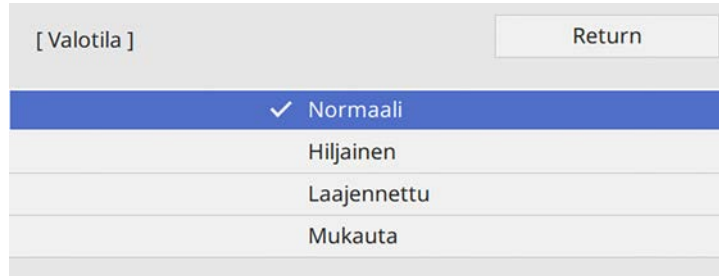 [ Valotila ]
Return
Normaali
Hiljainen
Laajennettu
Mukauta